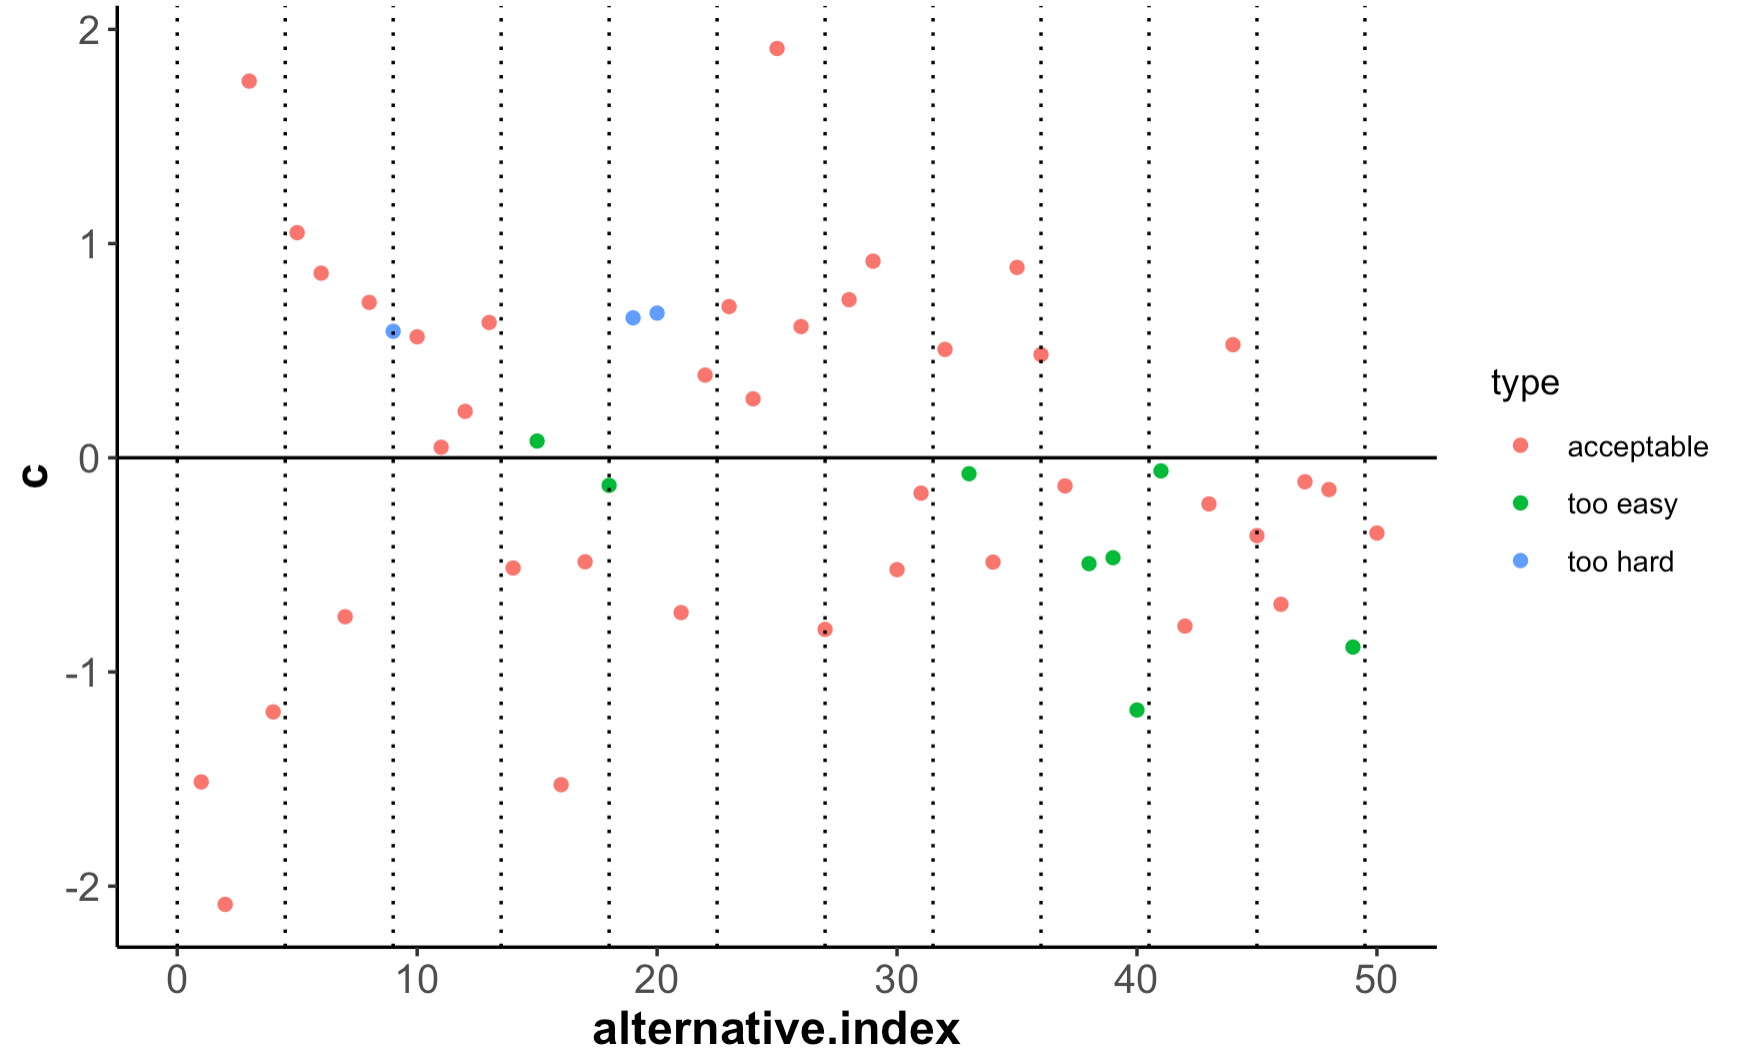 2
1
0
-1
-2
c
0 10 20 30 40 50
alternative.index
type
acceptable
too easy
too hard